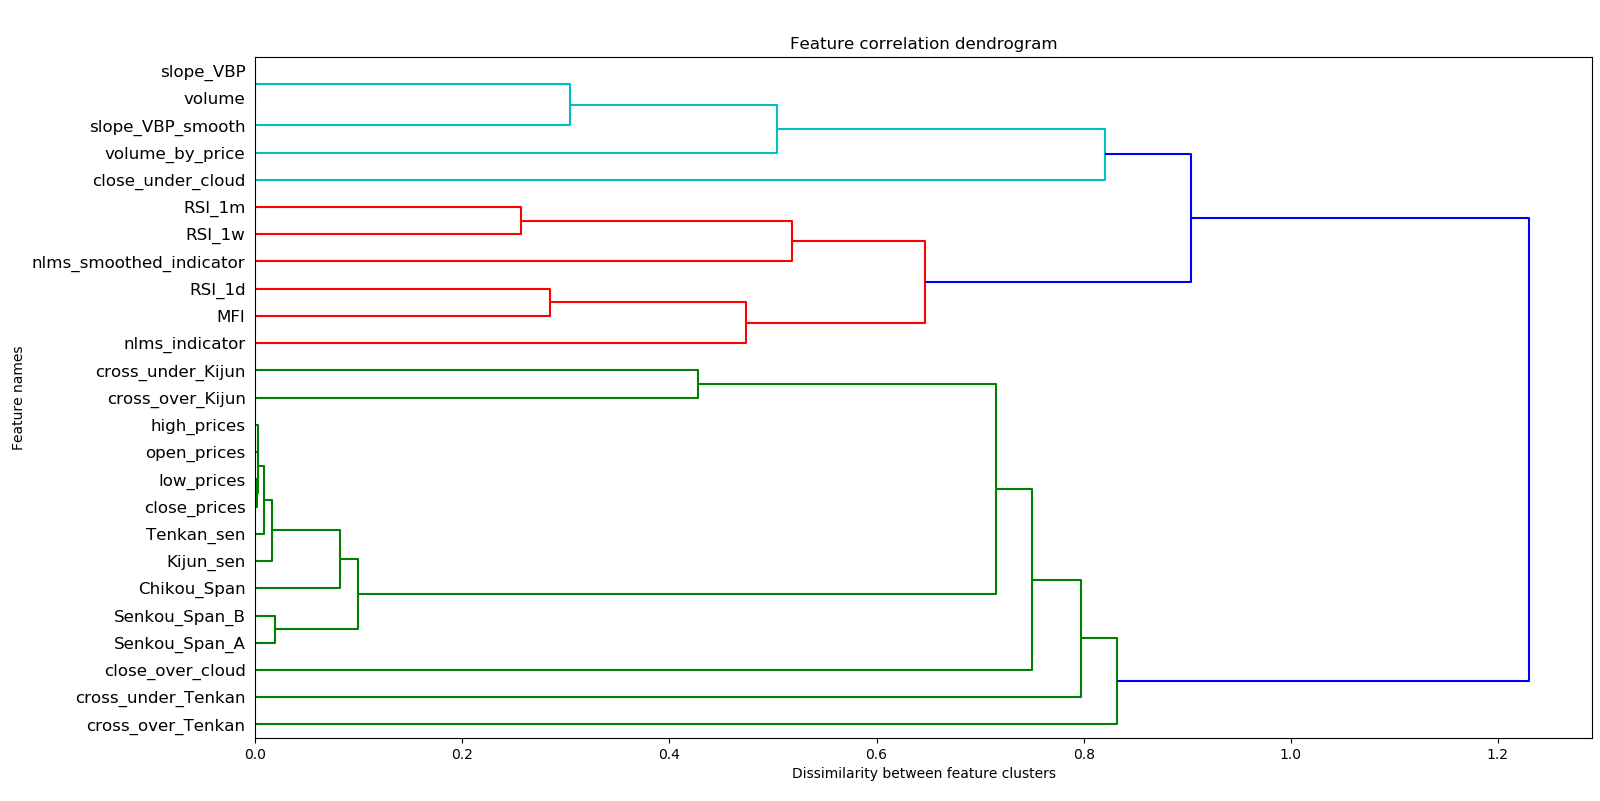 Feature correlation dendrogram
slope_VBP
volume
slope_VBP_smooth
volume_by_price
close_under_cloud
RSI_1m
RSI_1w
nlms_smoothed_indicator
RSI_1d
MFI
nlms_indicator
cross_under_Kijun
cross_over_Kijun
high_prices
open_prices
low_prices
close_prices
Tenkan_sen
Kijun_sen
Chikou_Span
Senkou_Span_B
Senkou_Span_A
close_over_cloud
cross_under_Tenkan
cross_over_Tenkan
Feature names
0.0 0.2 0.4 0.6 0.8 1.0 1.2
Dissimilarity between feature clusters